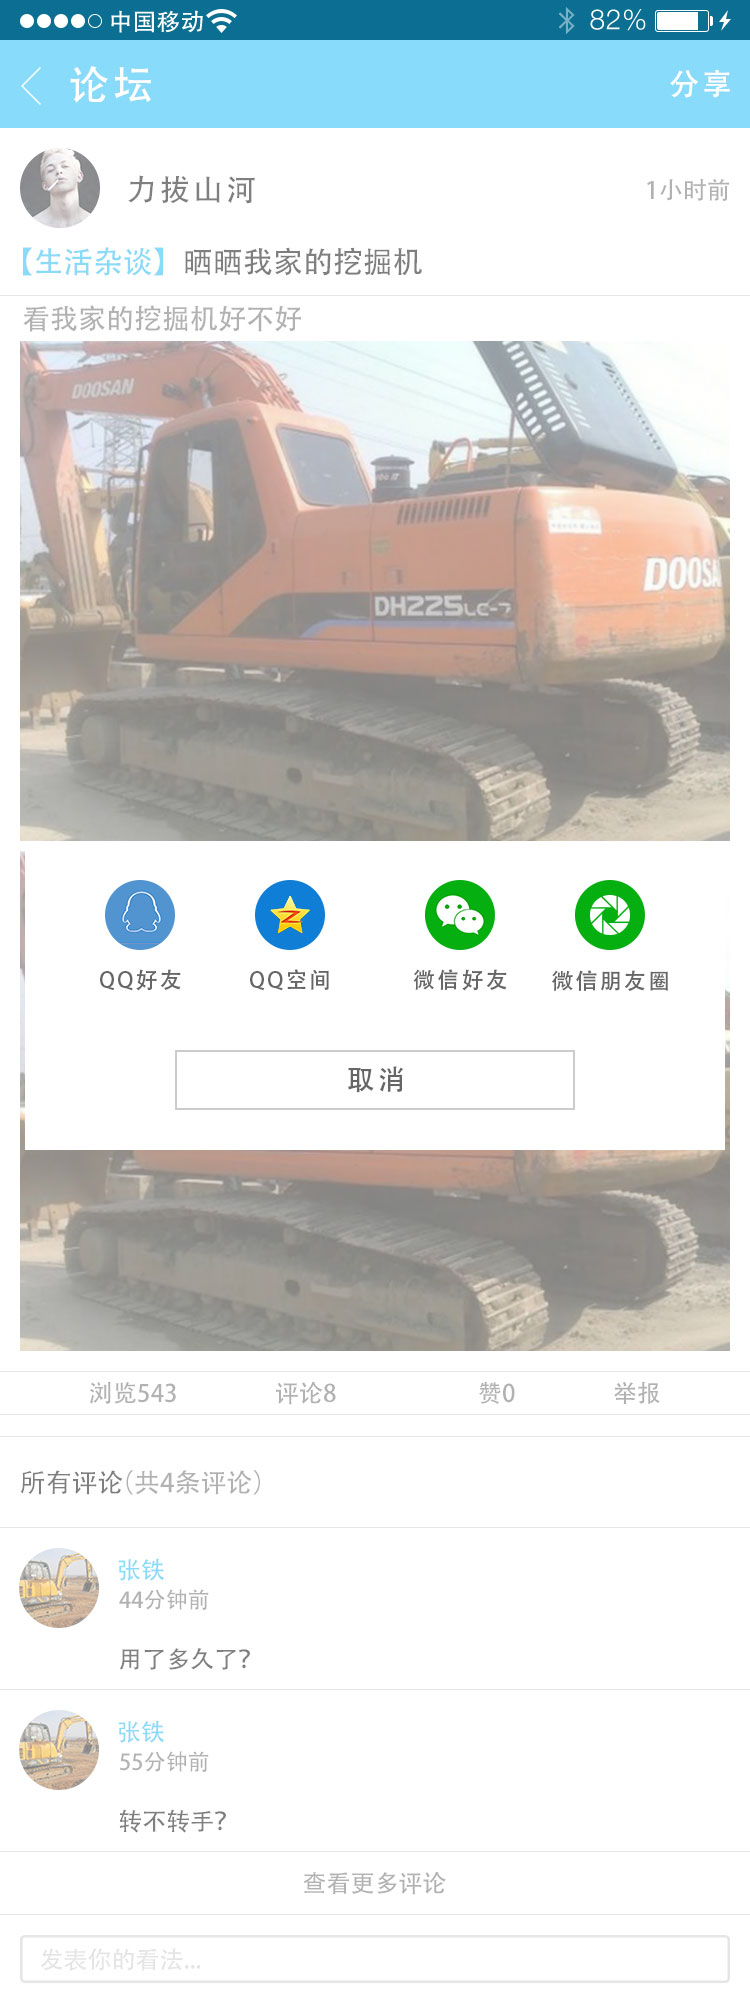 中国移动 82%
论坛 分享
力拔山河 1小时前
【生活杂谈】晒晒我家的挖掘机
看我家的挖掘机好不好
DOOSAN
DOOSA
DH225LC-7
QQ好友 QQ空间 微信好友 微信朋友圈
取消
浏览543 评论8 赞0 举报
所有评论(共4条评论)
张铁
44分钟前
用了多久了?
张铁
55分钟前
转不转手?
查看更多评论
发表你的看法...